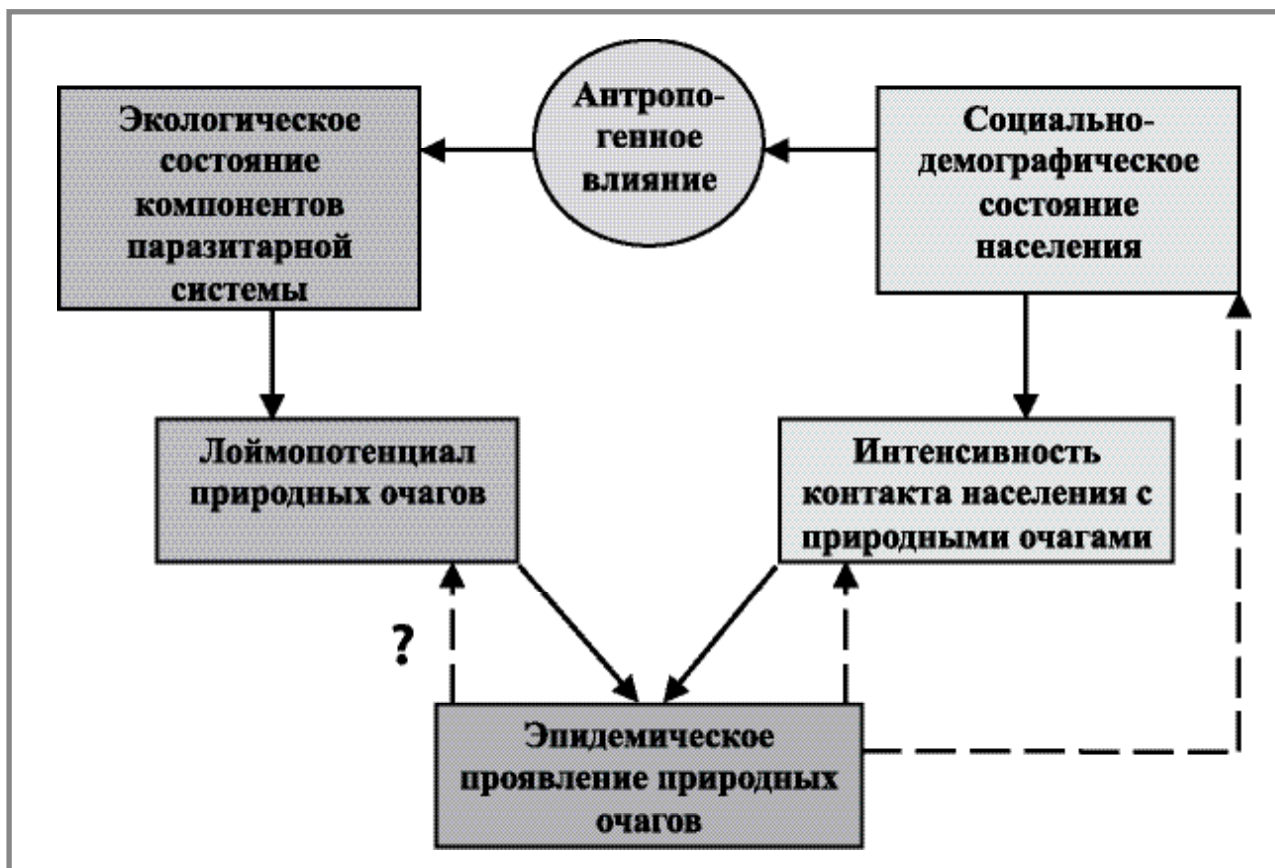 Экологическое
состояние
компонентов
паразитарной
системы
Антропо-
генное
влияние
Социально-
демографическое
состояние
населения
Лоймопотенциал
природных очагов
Интенсивность
контакта населения с
природными очагами
?
Эпидемическое
проявление природных
очагов